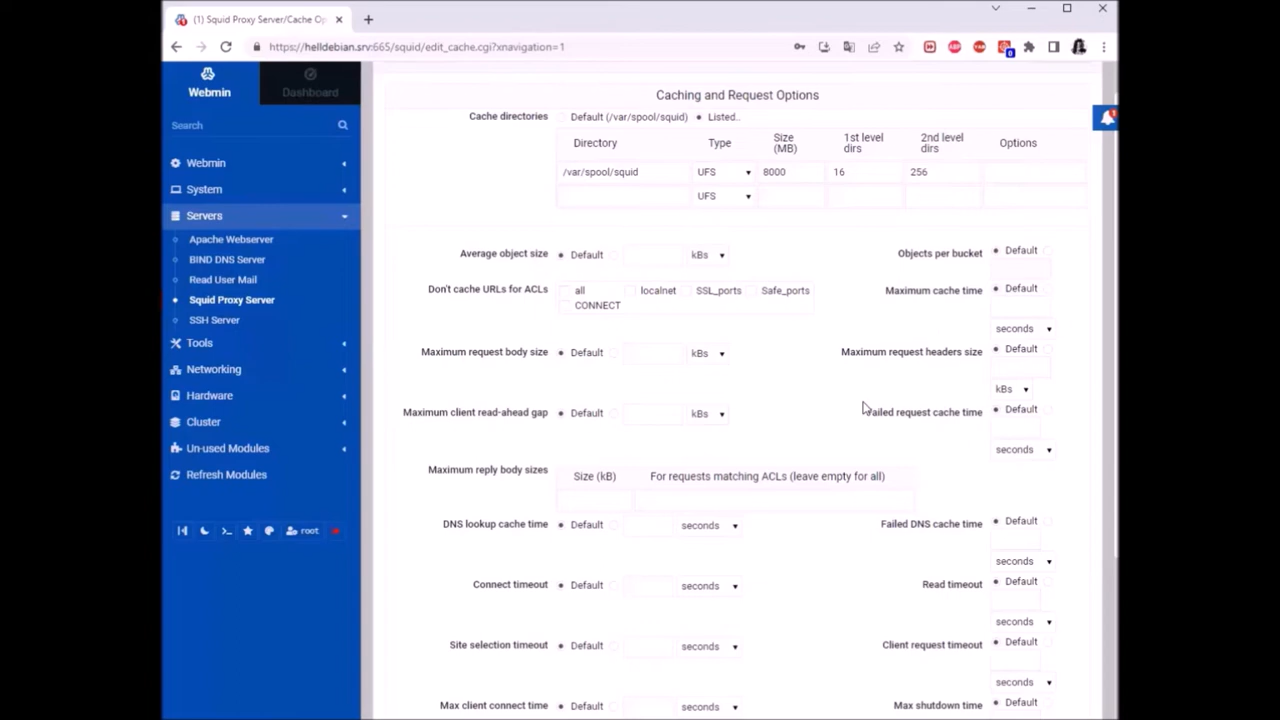 (1) Squid Proxy Server/Cache Op
https://helldebian.srv:665/squid/edit_cache.cgi?xnavigation=1
ABP
0
Webmin
Dashboard
Search
Webmin
System
Servers
Apache Webserver
BIND DNS Server
Read User Mail
Squid Proxy Server
SSH Server
Tools
Networking
Hardware
Cluster
Un-used Modules
Refresh Modules
root
Caching and Request Options
Cache directories Default (/var/spool/squid) Listed..
Directory Type Size (MB) 1st level dirs 2nd level dirs Options
/var/spool/squid UFS 8000 16 256
UFS
Average object size Default kBs Objects per bucket Default
Don't cache URLs for ACLs all localnet SSL_ports Safe_ports Maximum cache time Default
CONNECT
seconds
Maximum request body size Default kBs Maximum request headers size Default
kBs
Maximum client read-ahead gap Default kBs Failed request cache time Default
seconds
Maximum reply body sizes Size (kB) For requests matching ACLs (leave empty for all)
DNS lookup cache time Default seconds Failed DNS cache time Default
seconds
Connect timeout Default seconds Read timeout Default
seconds
Site selection timeout Default seconds Client request timeout Default
seconds
Max client connect time Default seconds Max shutdown time Default